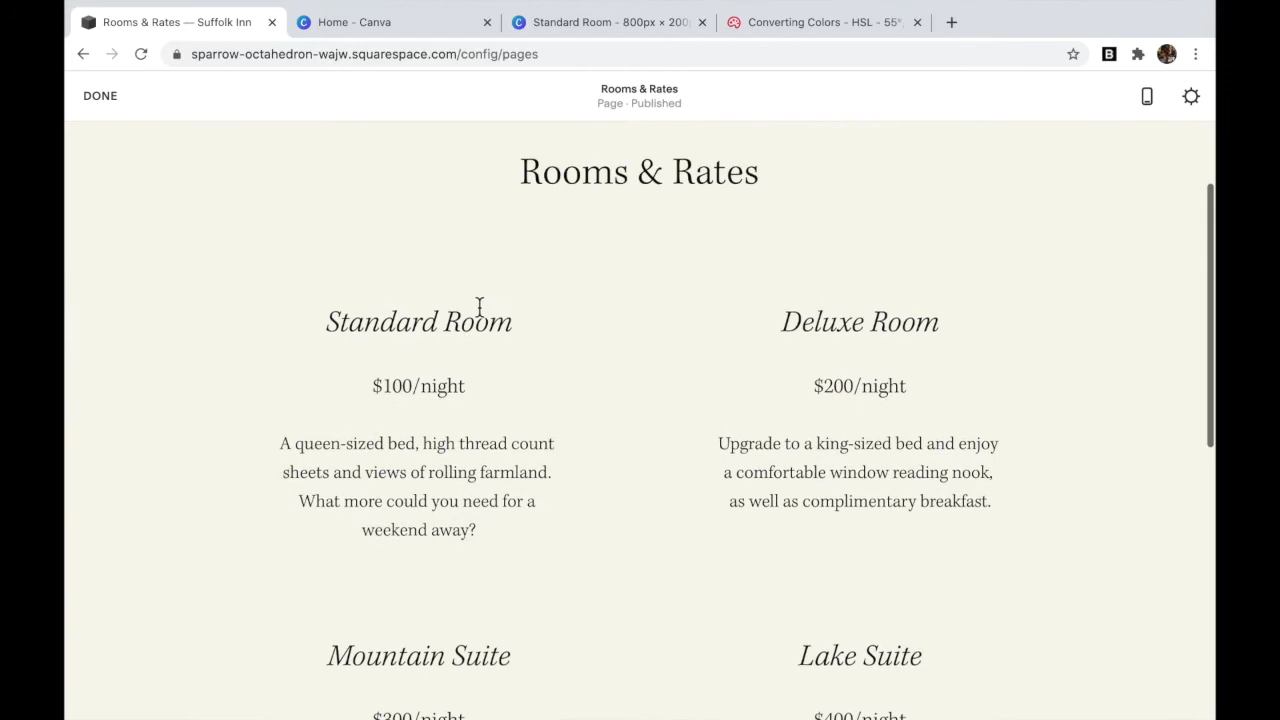 Rooms & Rates — Suffolk Inn
Home - Canva
Standard Room - 800px × 200
Converting Colors - HSL - 55°
sparrow-octahedron-wajw.squarespace.com/config/pages
B
DONE
Rooms & Rates
Page · Published
Rooms & Rates
Standard Room
$100/night
A queen-sized bed, high thread count
sheets and views of rolling farmland.
What more could you need for a
weekend away?
Deluxe Room
$200/night
Upgrade to a king-sized bed and enjoy
a comfortable window reading nook,
as well as complimentary breakfast.
Mountain Suite
$300/night
Lake Suite
$400/night